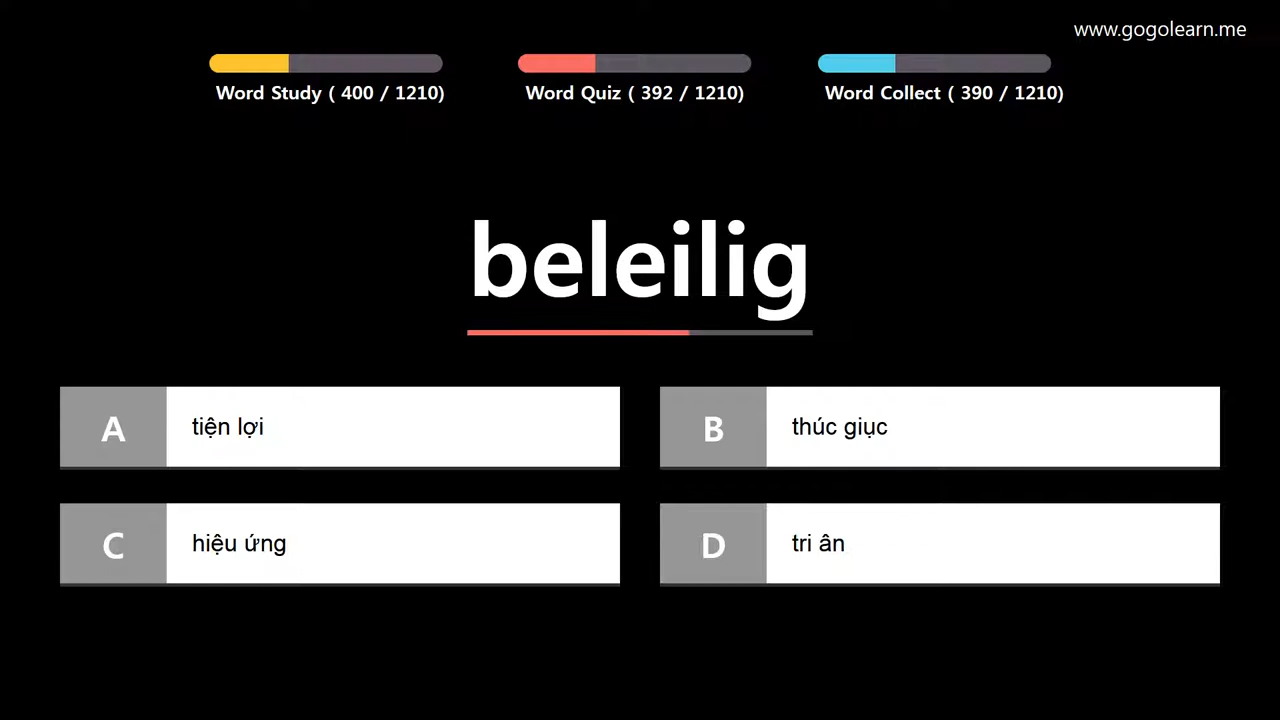 www.gogolearn.me
Word Study ( 400 / 1210)
Word Quiz ( 392 / 1210)
Word Collect ( 390 / 1210)
beleilig
A
tiện lợi
B
thúc giục
C
hiệu ứng
D
tri ân